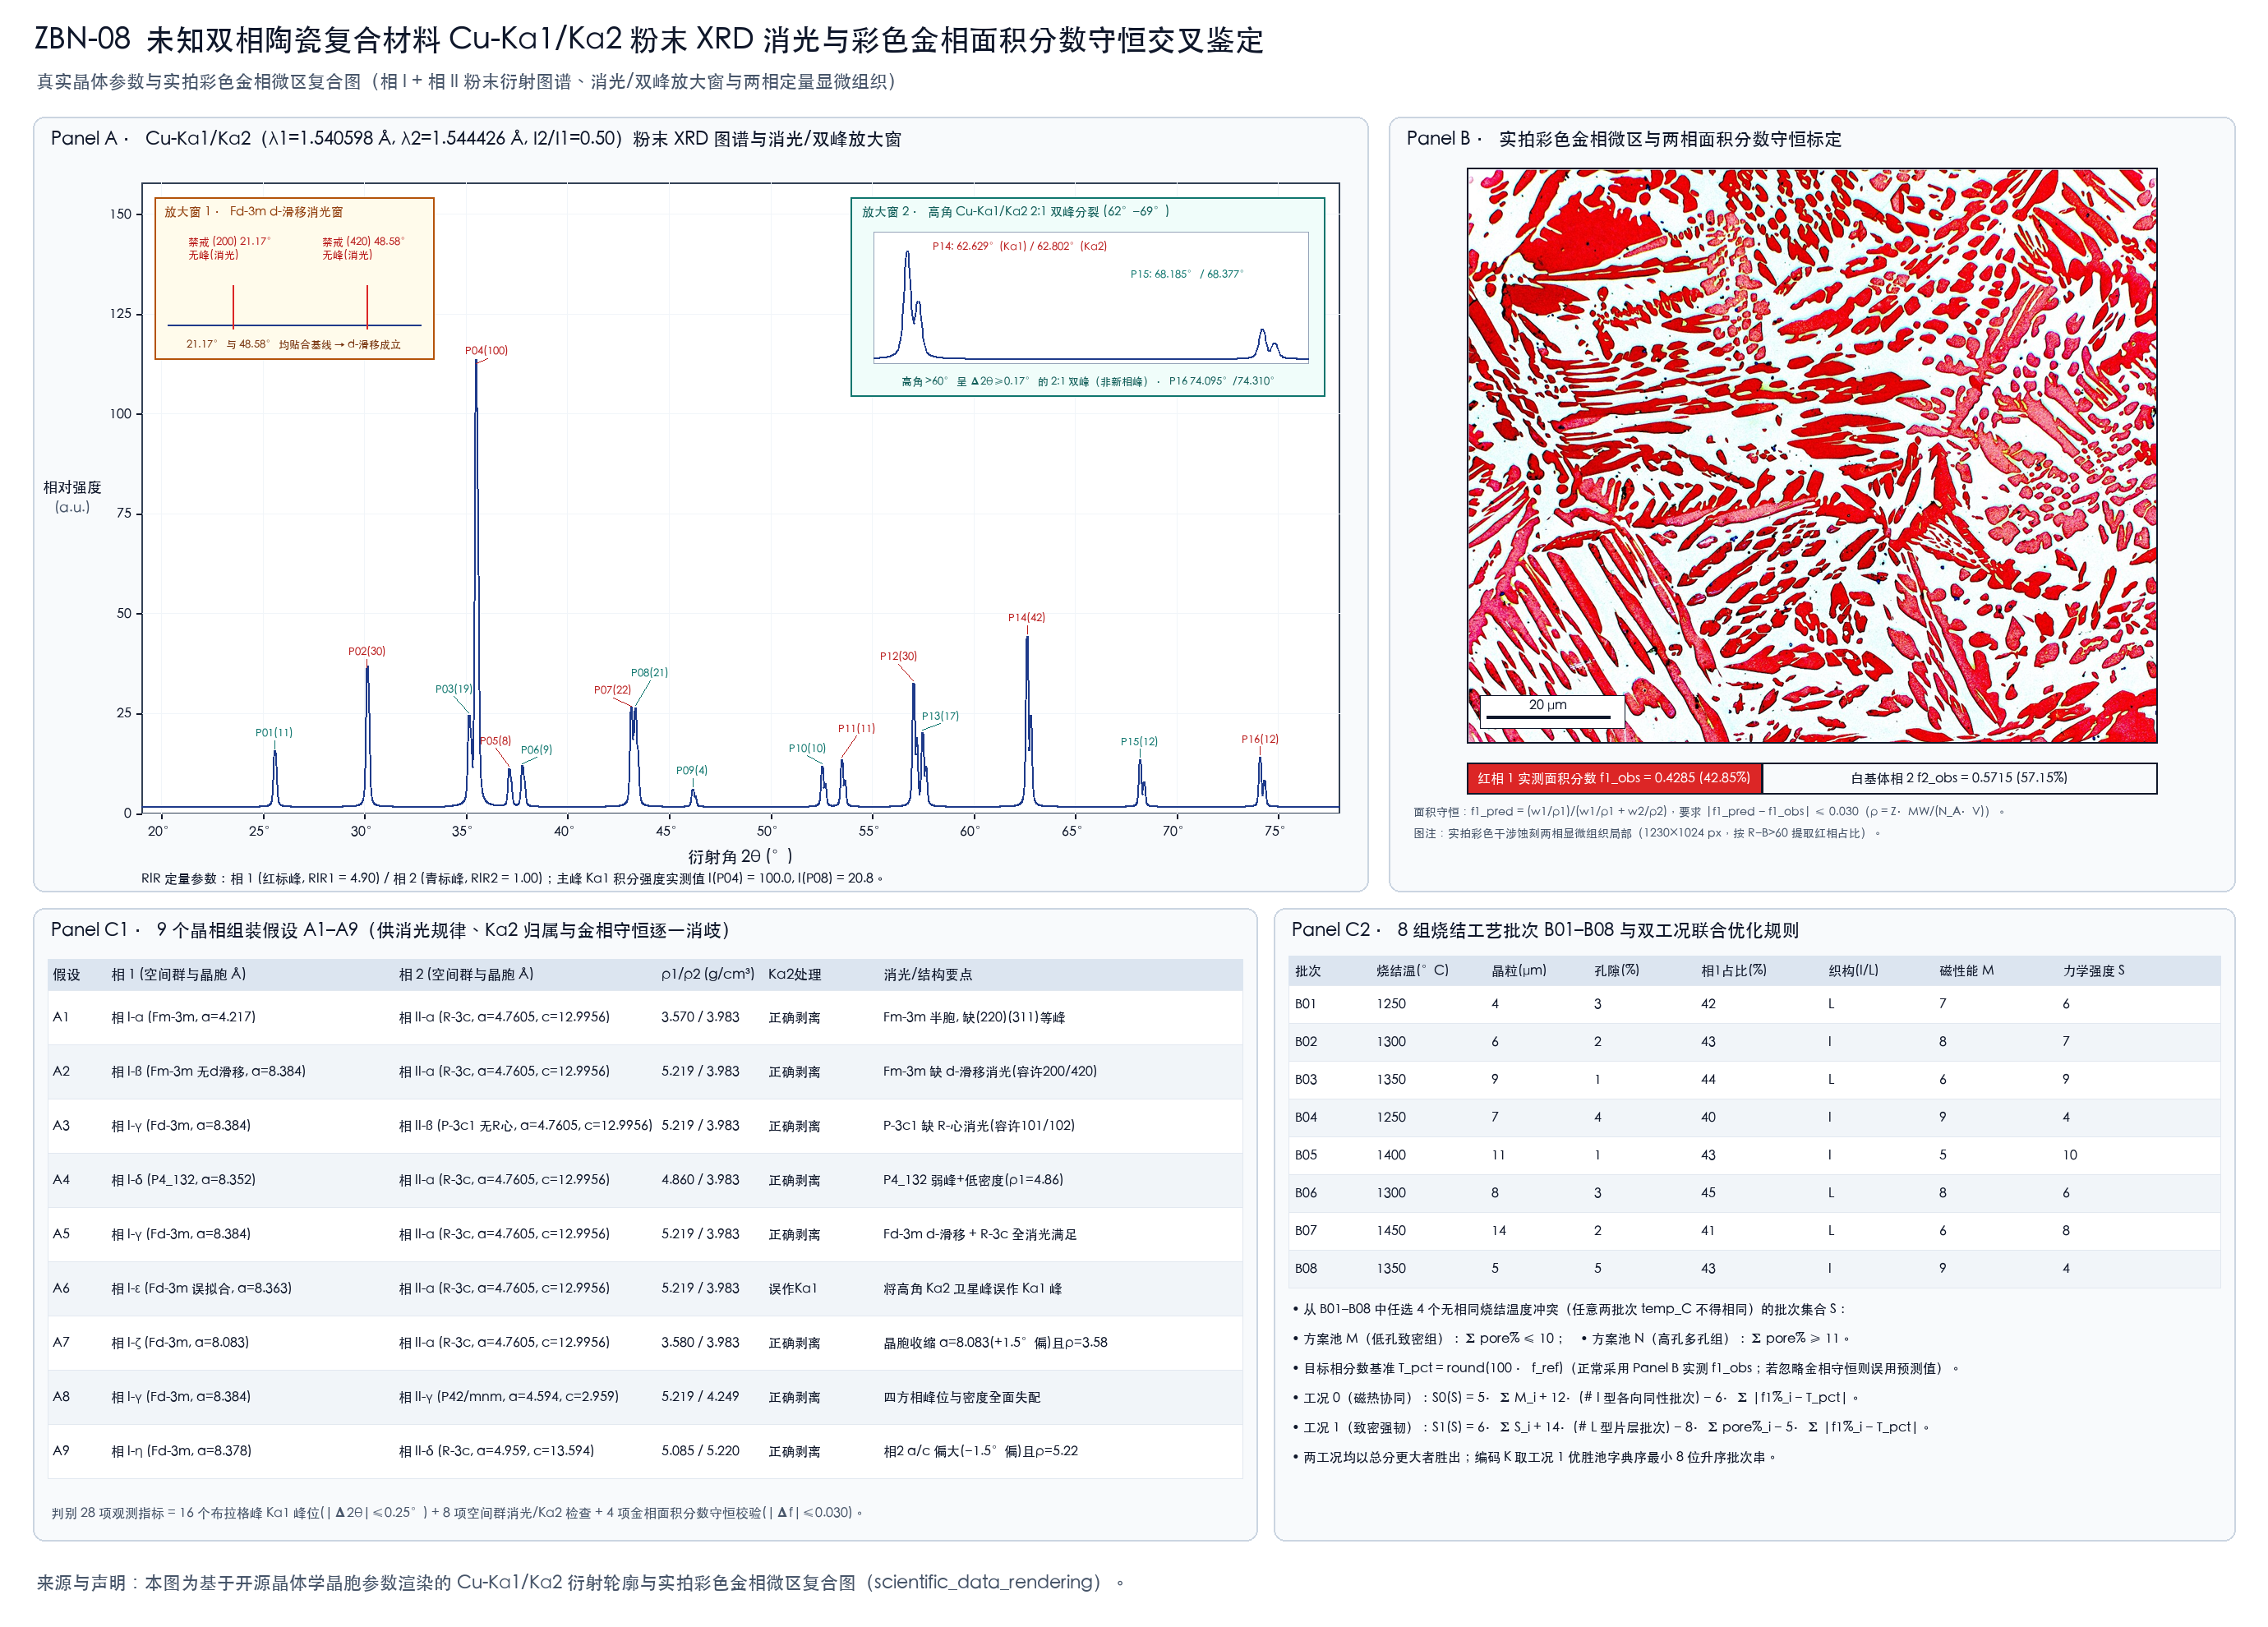 ZBN-08 未知双相陶瓷复合材料 Cu-Kα1/Kα2 粉末 XRD 消光与彩色金相面积分数守恒交叉鉴定
真实晶体参数与实拍彩色金相微区复合图（相 I + 相 II 粉末衍射图谱、消光/双峰放大窗与两相定量显微组织）
Panel A · Cu-Kα1/Kα2（λ1=1.540598 Å, λ2=1.544426 Å, I2/I1=0.50）粉末 XRD 图谱与消光/双峰放大窗
放大窗 1 · Fd-3m d-滑移消光窗
禁戒 (200) 21.17°
无峰(消光)
禁戒 (420) 48.58°
无峰(消光)
21.17° 与 48.58° 均贴合基线 → d-滑移成立
放大窗 2 · 高角 Cu-Kα1/Kα2 2:1 双峰分裂 (62°–69°)
P14: 62.629° (Kα1) / 62.802° (Kα2)
P15: 68.185° / 68.377°
高角 >60° 呈 Δ2θ⩾0.17° 的 2:1 双峰（非新相峰）· P16 74.095° /74.310°
相对强度
(a.u.)
150
125
100
75
50
25
0
P01(11)
P02(30)
P03(19)
P04(100)
P05(8)
P06(9)
P07(22)
P08(21)
P09(4)
P10(10)
P11(11)
P12(30)
P13(17)
P14(42)
P15(12)
P16(12)
20° 25° 30° 35° 40° 45° 50° 55° 60° 65° 70° 75°
衍射角 2θ (°)
RIR 定量参数：相 1 (红标峰, RIR1 = 4.90) / 相 2 (青标峰, RIR2 = 1.00)；主峰 Kα1 积分强度实测值 I(P04) = 100.0, I(P08) = 20.8。
Panel B · 实拍彩色金相微区与两相面积分数守恒标定
20 μm
红相 1 实测面积分数 f1_obs = 0.4285 (42.85%)
白基体相 2 f2_obs = 0.5715 (57.15%)
面积守恒：f1_pred = (w1/ρ1)/(w1/ρ1 + w2/ρ2) · 要求 |f1_pred − f1_obs| ⩽ 0.030（ρ = Z· MW/(N_A· V)）。
图注：实拍彩色干涉蚀刻两相显微组织局部（1230×1024 px · 按 R−B>60 提取红相占比）。
Panel C1 · 9 个晶相组装假设 A1–A9（供消光规律、Kα2 归属与金相守恒逐一消歧）
假设 相 1 (空间群与晶胞 Å) 相 2 (空间群与晶胞 Å) ρ1/ρ2 (g/cm³) Kα2处理 消光/结构要点
A1 相 I-α (Fm-3m, a=4.217) 相 II-α (R-3c, a=4.7605, c=12.9956) 3.570 / 3.983 正确剥离 Fm-3m 半胞, 缺(220)(311)等峰
A2 相 I-β (Fm-3m 无d滑移, a=8.384) 相 II-α (R-3c, a=4.7605, c=12.9956) 5.219 / 3.983 正确剥离 Fm-3m 缺 d-滑移消光(容许200/420)
A3 相 I-γ (Fd-3m, a=8.384) 相 II-β (P-3c1 无R心, a=4.7605, c=12.9956) 5.219 / 3.983 正确剥离 P-3c1 缺 R-心消光(容许101/102)
A4 相 I-δ (P4_132, a=8.352) 相 II-α (R-3c, a=4.7605, c=12.9956) 4.860 / 3.983 正确剥离 P4_132 弱峰+低密度(ρ1=4.86)
A5 相 I-γ (Fd-3m, a=8.384) 相 II-α (R-3c, a=4.7605, c=12.9956) 5.219 / 3.983 正确剥离 Fd-3m d-滑移 + R-3c 全消光满足
A6 相 I-ε (Fd-3m 误拟合, a=8.363) 相 II-α (R-3c, a=4.7605, c=12.9956) 5.219 / 3.983 误作Kα1 将高角 Kα2 卫星峰误作 Kα1 峰
A7 相 I-ζ (Fd-3m, a=8.083) 相 II-α (R-3c, a=4.7605, c=12.9956) 3.580 / 3.983 正确剥离 晶胞收缩 a=8.083(+1.5° 偏)且ρ=3.58
A8 相 I-γ (Fd-3m, a=8.384) 相 II-γ (P42/mnm, a=4.594, c=2.959) 5.219 / 4.249 正确剥离 四方相峰位与密度全面失配
A9 相 I-η (Fd-3m, a=8.378) 相 II-δ (R-3c, a=4.959, c=13.594) 5.085 / 5.220 正确剥离 相2 a/c 偏大(−1.5° 偏)且ρ=5.22
判别 28 项观测指标 = 16 个布拉格峰 Kα1 峰位(|Δ2θ|⩽0.25°) + 8 项空间群消光/Kα2 检查 + 4 项金相面积分数守恒校验(|Δf|⩽0.030)。
Panel C2 · 8 组烧结工艺批次 B01–B08 与双工况联合优化规则
批次 烧结温(°C) 晶粒(μm) 孔隙(%) 相1占比(%) 织构(I/L) 磁性能 M 力学强度 S
B01 1250 4 3 42 L 7 6
B02 1300 6 2 43 I 8 7
B03 1350 9 1 44 L 6 9
B04 1250 7 4 40 I 9 4
B05 1400 11 1 43 I 5 10
B06 1300 8 3 45 L 8 6
B07 1450 14 2 41 L 6 8
B08 1350 5 5 43 I 9 4
• 从 B01–B08 中任选 4 个无相同烧结温度冲突（任意两批次 temp_C 不得相同）的批次集合 S：
• 方案池 M（低孔致密组）：Σ pore% ⩽ 10； • 方案池 N（高孔多孔组）：Σ pore% ⩾ 11。
• 目标相分数基准 T_pct = round(100 · f_ref)（正常采用 Panel B 实测 f1_obs；若忽略金相守恒则误用预测值）。
• 工况 0（磁热协同）：S0(S) = 5· Σ M_i + 12· (# I 型各向同性批次) − 6· Σ |f1%_i − T_pct|。
• 工况 1（致密强韧）：S1(S) = 6· Σ S_i + 14· (# L 型片层批次) − 8· Σ pore%_i − 5· Σ |f1%_i − T_pct|。
• 两工况均以总分更大者胜出；编码 K 取工况 1 优胜池字典序最小 8 位升序批次串。
来源与声明：本图为基于开源晶体学晶胞参数渲染的 Cu-Kα1/Kα2 衍射轮廓与实拍彩色金相微区复合图（scientific_data_rendering）。